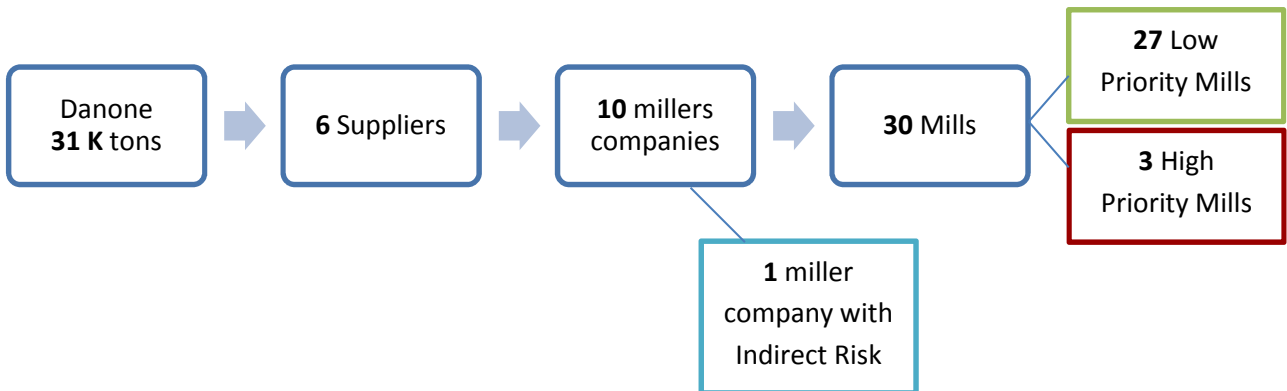 Danone
31 K tons
6 Suppliers
10 millers
companies
30 Mills
27 Low
Priority Mills
3 High
Priority Mills
1 miller
company with
Indirect Risk